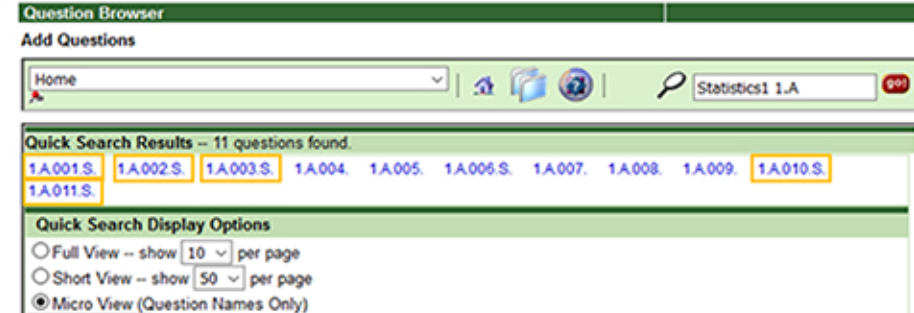 Question Browser
Add Questions
Home
Statistics1 1.A
go!
Quick Search Results -- 11 questions found.
1.A.001.S. 1.A.002.S. 1.A.003.S. 1.A.004. 1.A.005. 1.A.006.S. 1.A.007. 1.A.008. 1.A.009. 1.A.010.S.
1.A.011.S.
Quick Search Display Options
Full View -- show 10 per page
Short View -- show 50 per page
Micro View (Question Names Only)